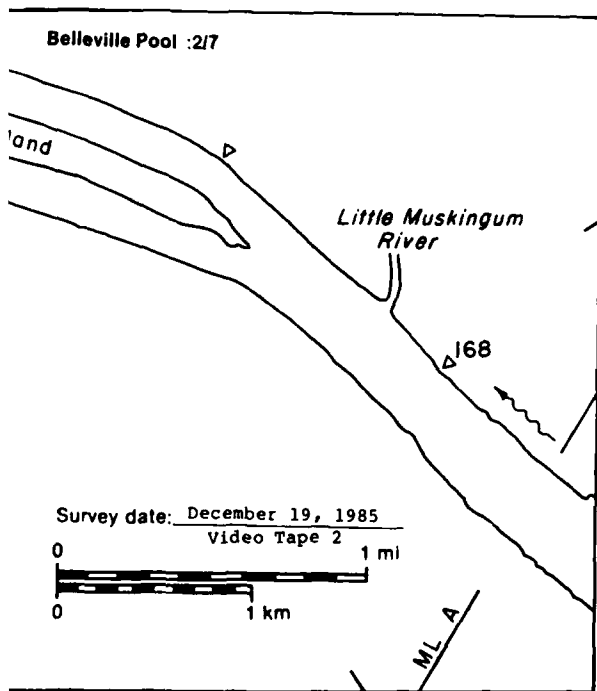 Belleville Pool :2/7
land
Little Muskingum
River
168
Survey date: December 19, 1985
Video Tape 2
0 1 mi
0 1 km
ML A